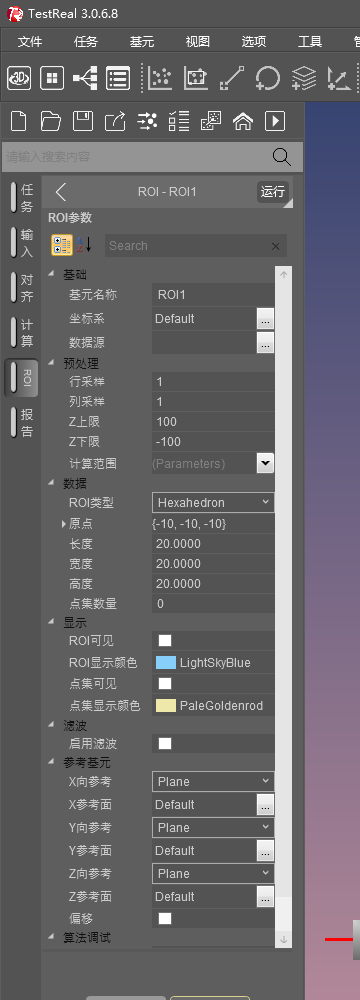 TestReal 3.0.6.8
文件 任务 基元 视图 选项 工具
3D
请输入搜索内容
任务
输入
对齐
计算
ROI
报告
ROI - ROI1 运行
ROI参数
Search
基础
基元名称 ROI1
坐标系 Default ...
数据源 ...
预处理
行采样 1
列采样 1
Z上限 100
Z下限 -100
计算范围 (Parameters)
数据
ROI类型 Hexahedron
原点 {-10, -10, -10}
长度 20.0000
宽度 20.0000
高度 20.0000
点集数量 0
显示
ROI可见
ROI显示颜色 LightSkyBlue
点集可见
点集显示颜色 PaleGoldenrod
滤波
启用滤波
参考基元
X向参考 Plane
X参考面 Default ...
Y向参考 Plane
Y参考面 Default ...
Z向参考 Plane
Z参考面 Default ...
偏移
算法调试